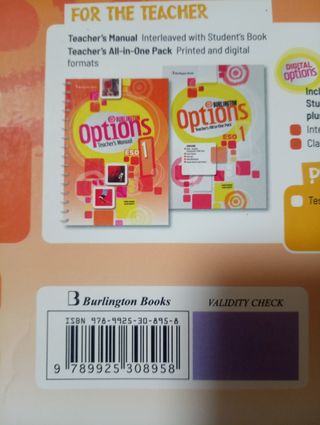 FOR THE TEACHER
Teacher's Manual Interleaved with Student's Book
Teacher's All-in-One Pack Printed and digital
formats
DIGITAL
Options
BURLINGTON
Options
Teacher's Manual
ESO 1
BURLINGTON
Options
Teacher's All-in-One Pack
ESO 1
Burlington Books
VALIDITY CHECK
ISBN 978-9925-30-895-8
9 789925 308958